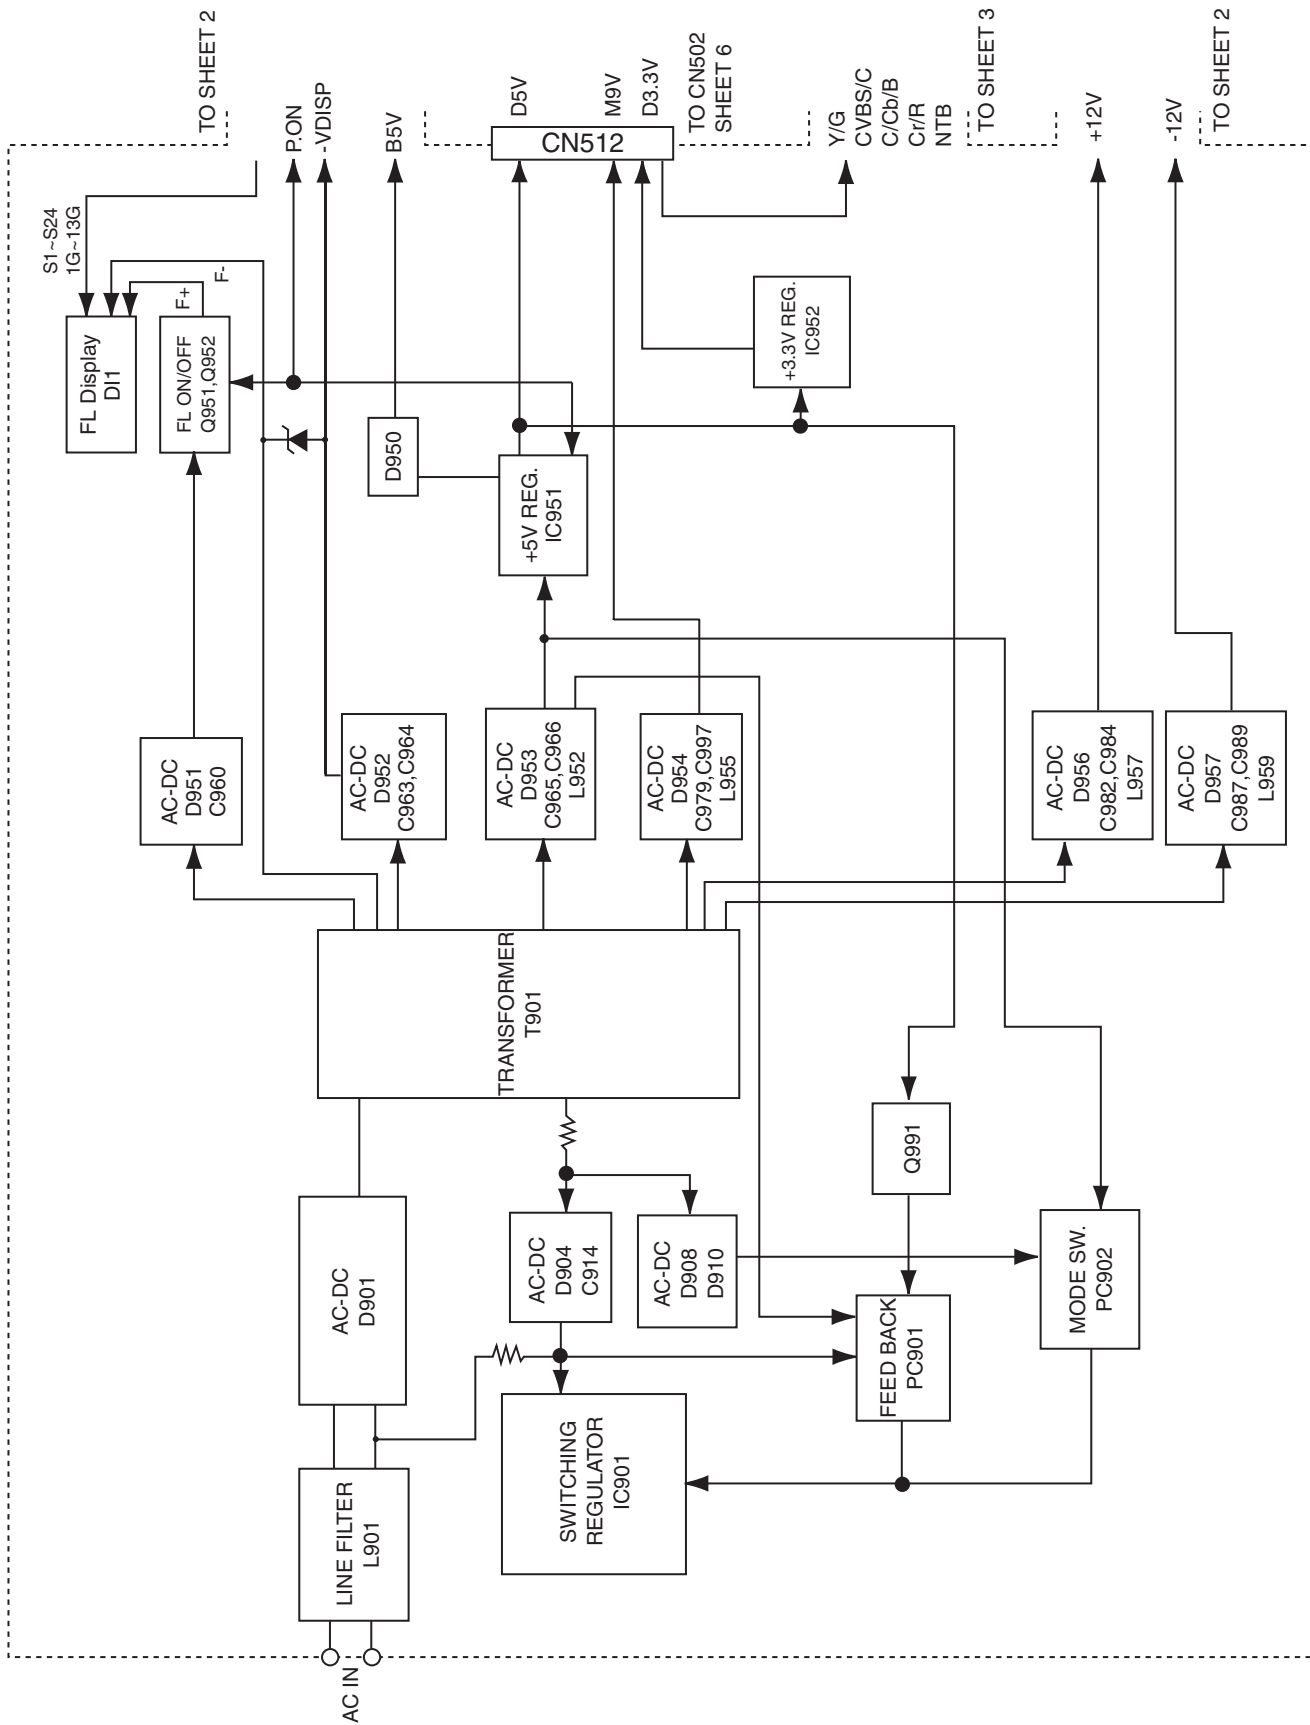 AC IN
LINE FILTER
L901
AC-DC
D901
SWITCHING
REGULATOR
IC901
AC-DC
D904
C914
AC-DC
D908
D910
FEED BACK
PC901
Q991
MODE SW.
PC902
TRANSFORMER
T901
AC-DC
D951
C960
AC-DC
D952
C963,C964
AC-DC
D953
C965,C966
L952
AC-DC
D954
C979,C997
L955
AC-DC
D956
C982,C984
L957
AC-DC
D957
C987,C989
L959
FL Display
DI1
FL ON/OFF
Q951,Q952
F+
F-
S1~S24
1G~13G
D950
+5V REG.
IC951
+3.3V REG.
IC952
TO SHEET 2
P.ON
-VDISP
B5V
D5V
CN512
M9V
D3.3V
TO CN502
SHEET 6
Y/G
CVBS/C
C/Cb/B
Cr/R
NTB
TO SHEET 3
+12V
-12V
TO SHEET 2